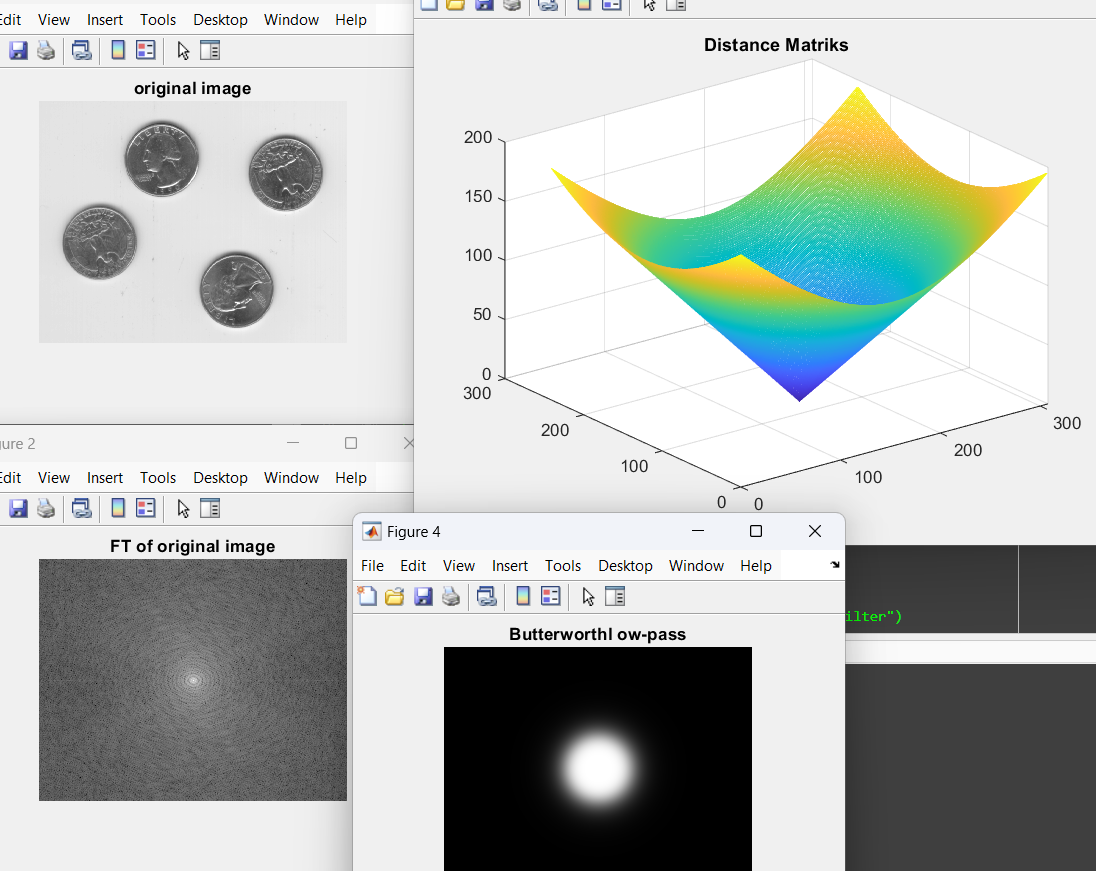 Edit View Insert Tools Desktop Window Help
original image
LIBERTY
Distance Matriks
200
150
100
50
0
300
200
100
0
0
100
200
300
gure 2
Edit View Insert Tools Desktop Window Help
FT of original image
Figure 4
File Edit View Insert Tools Desktop Window Help
Butterworthl ow-pass
ilter")